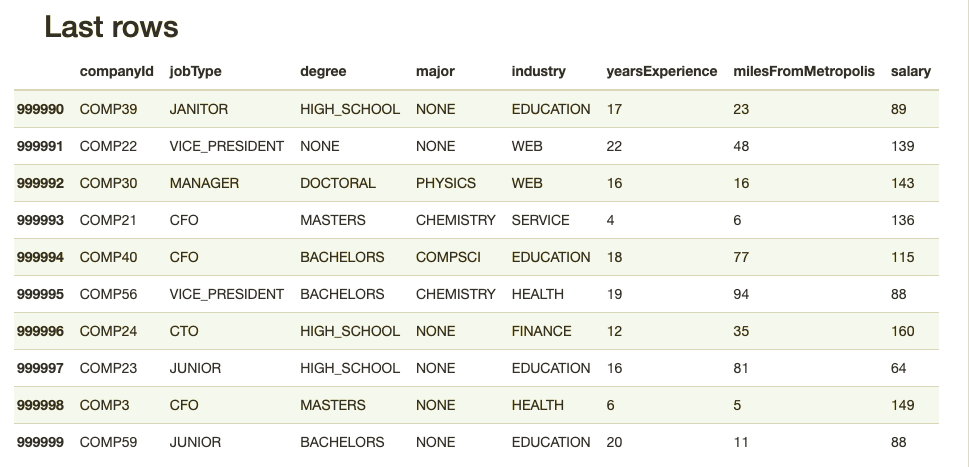 Last rows
companyId jobType degree major industry yearsExperience milesFromMetropolis salary
999990 COMP39 JANITOR HIGH_SCHOOL NONE EDUCATION 17 23 89
999991 COMP22 VICE_PRESIDENT NONE NONE WEB 22 48 139
999992 COMP30 MANAGER DOCTORAL PHYSICS WEB 16 16 143
999993 COMP21 CFO MASTERS CHEMISTRY SERVICE 4 6 136
999994 COMP40 CFO BACHELORS COMPSCI EDUCATION 18 77 115
999995 COMP56 VICE_PRESIDENT BACHELORS CHEMISTRY HEALTH 19 94 88
999996 COMP24 CTO HIGH_SCHOOL NONE FINANCE 12 35 160
999997 COMP23 JUNIOR HIGH_SCHOOL NONE EDUCATION 16 81 64
999998 COMP3 CFO MASTERS NONE HEALTH 6 5 149
999999 COMP59 JUNIOR BACHELORS NONE EDUCATION 20 11 88